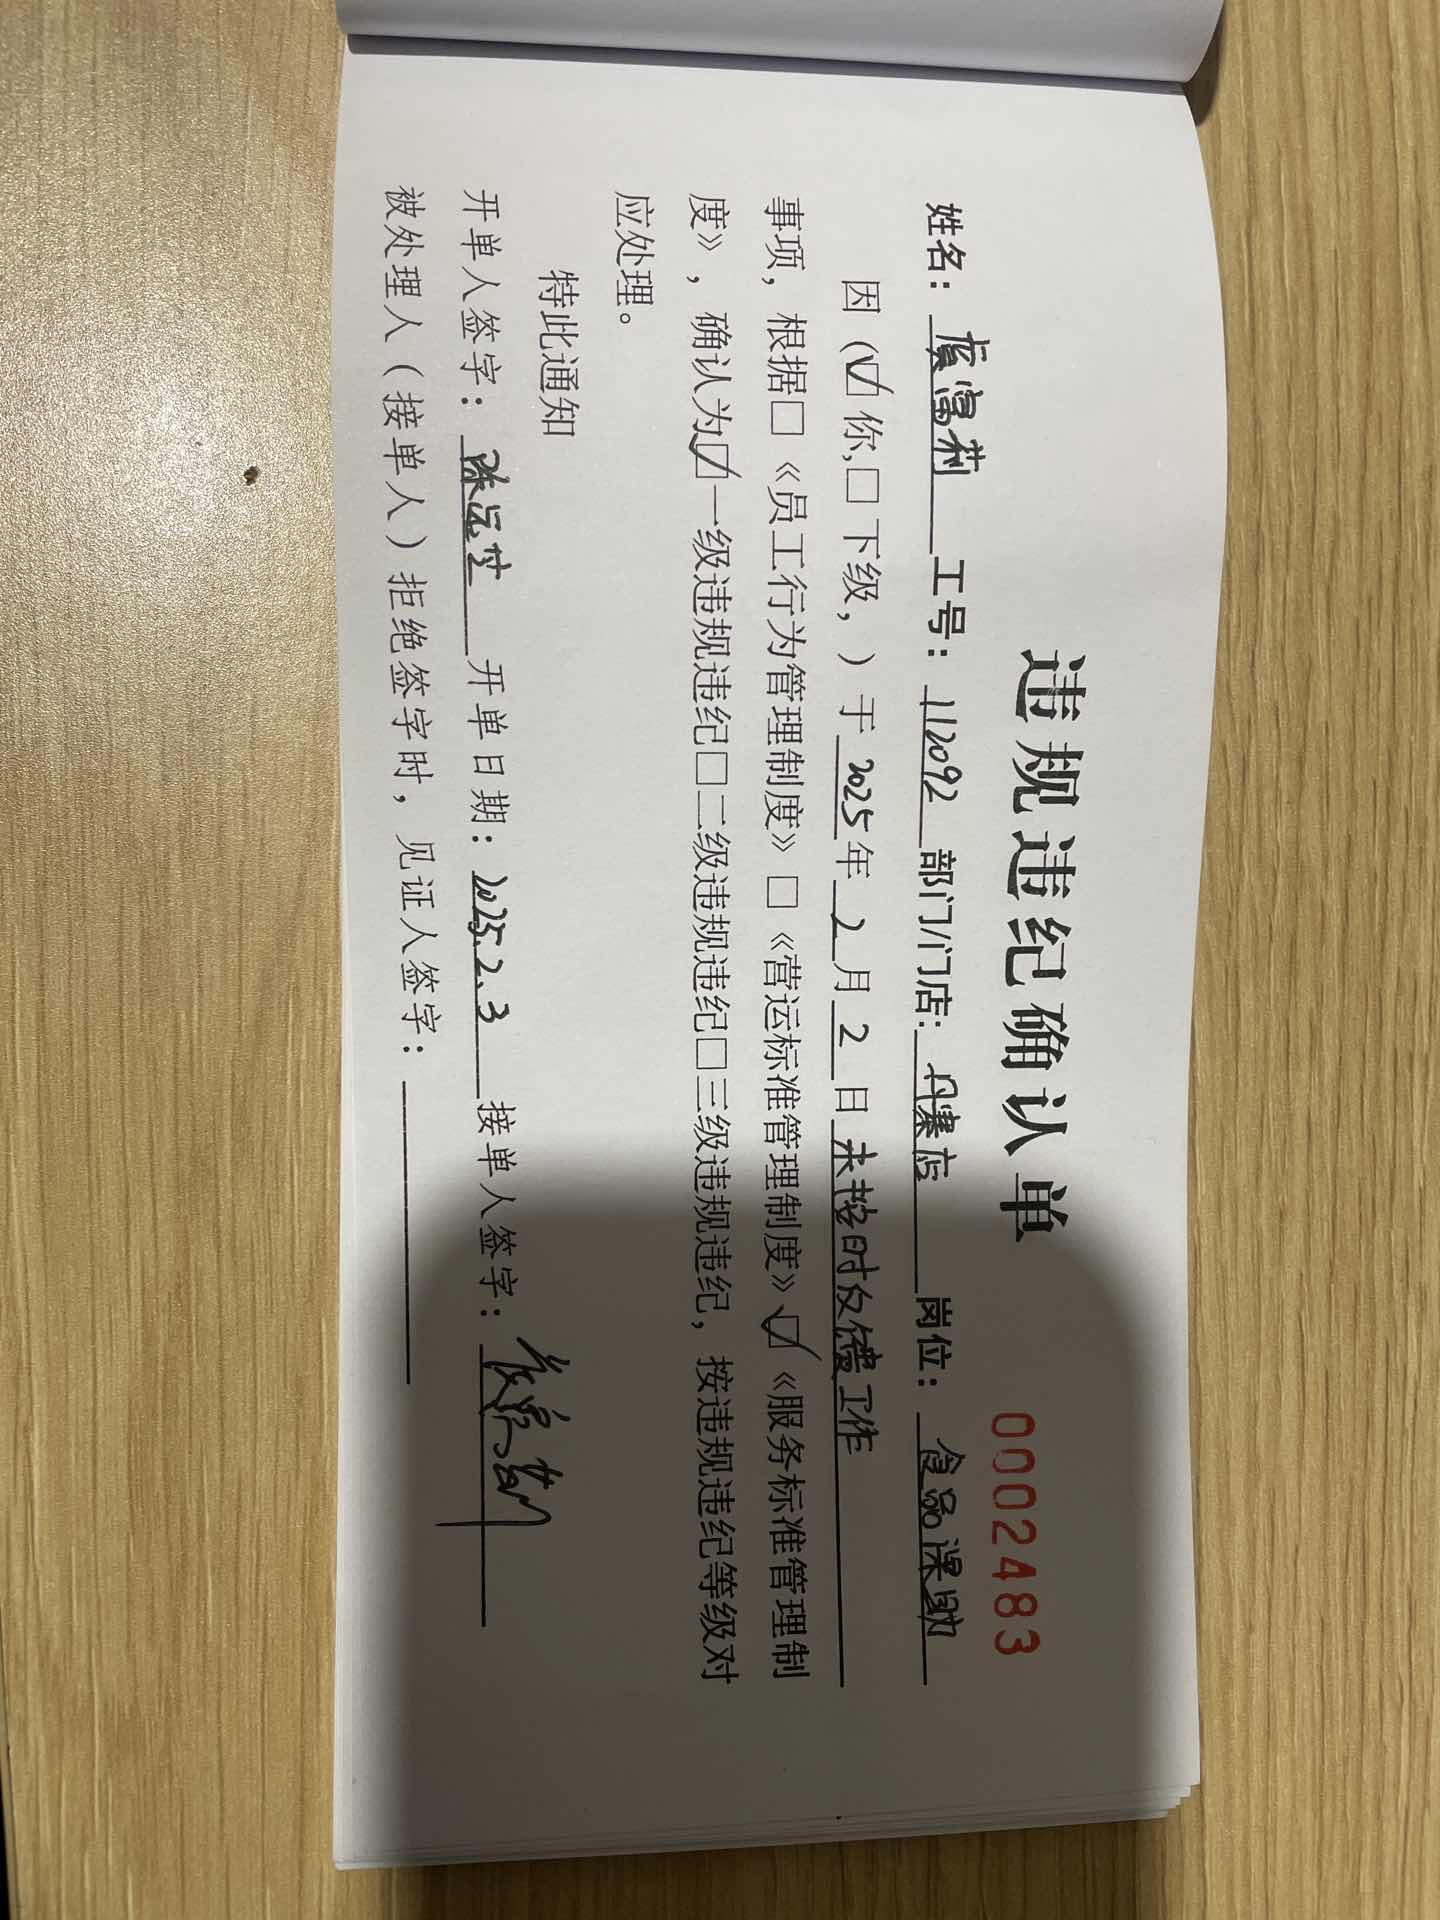 违规违纪确认单
0002483
姓名：虞富莉 工号：112092 部门/门店：丹棠店 岗位：食品课助
因（☑你,□下级，）于2025年2月2日未按时反馈工作
事项，根据□《员工行为管理制度》□《营运标准管理制度》☑《服务标准管理制
度》，确认为☑一级违规违纪□二级违规违纪□三级违规违纪，按违规违纪等级对
应处理。
特此通知
开单人签字： 开单日期：2025.2.3 接单人签字：
被处理人（接单人）拒绝签字时，见证人签字：